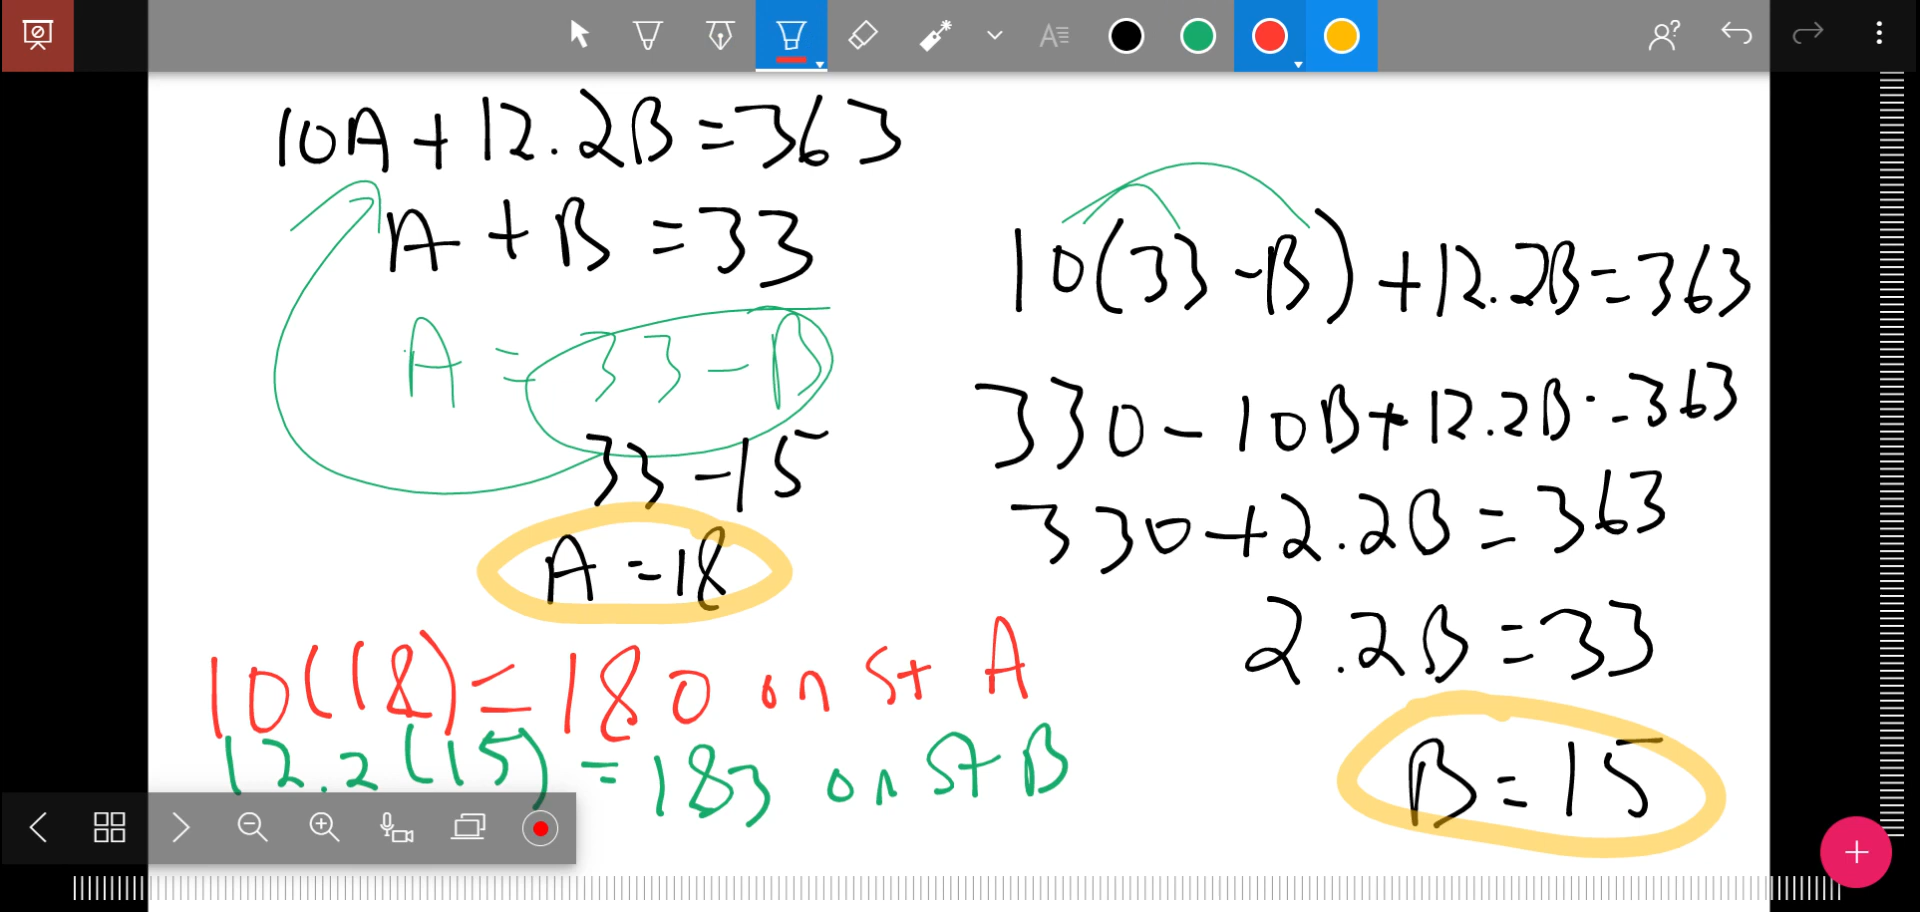 10A + 12.2B = 363
A + B = 33
A = 33 - B
33 - 15
A = 18
10(18) = 180 on St A
12.2(15) = 183 on St B
10(33 - B) + 12.2B = 363
330 - 10B + 12.2B = 363
330 + 2.2B = 363
2.2B = 33
B = 15